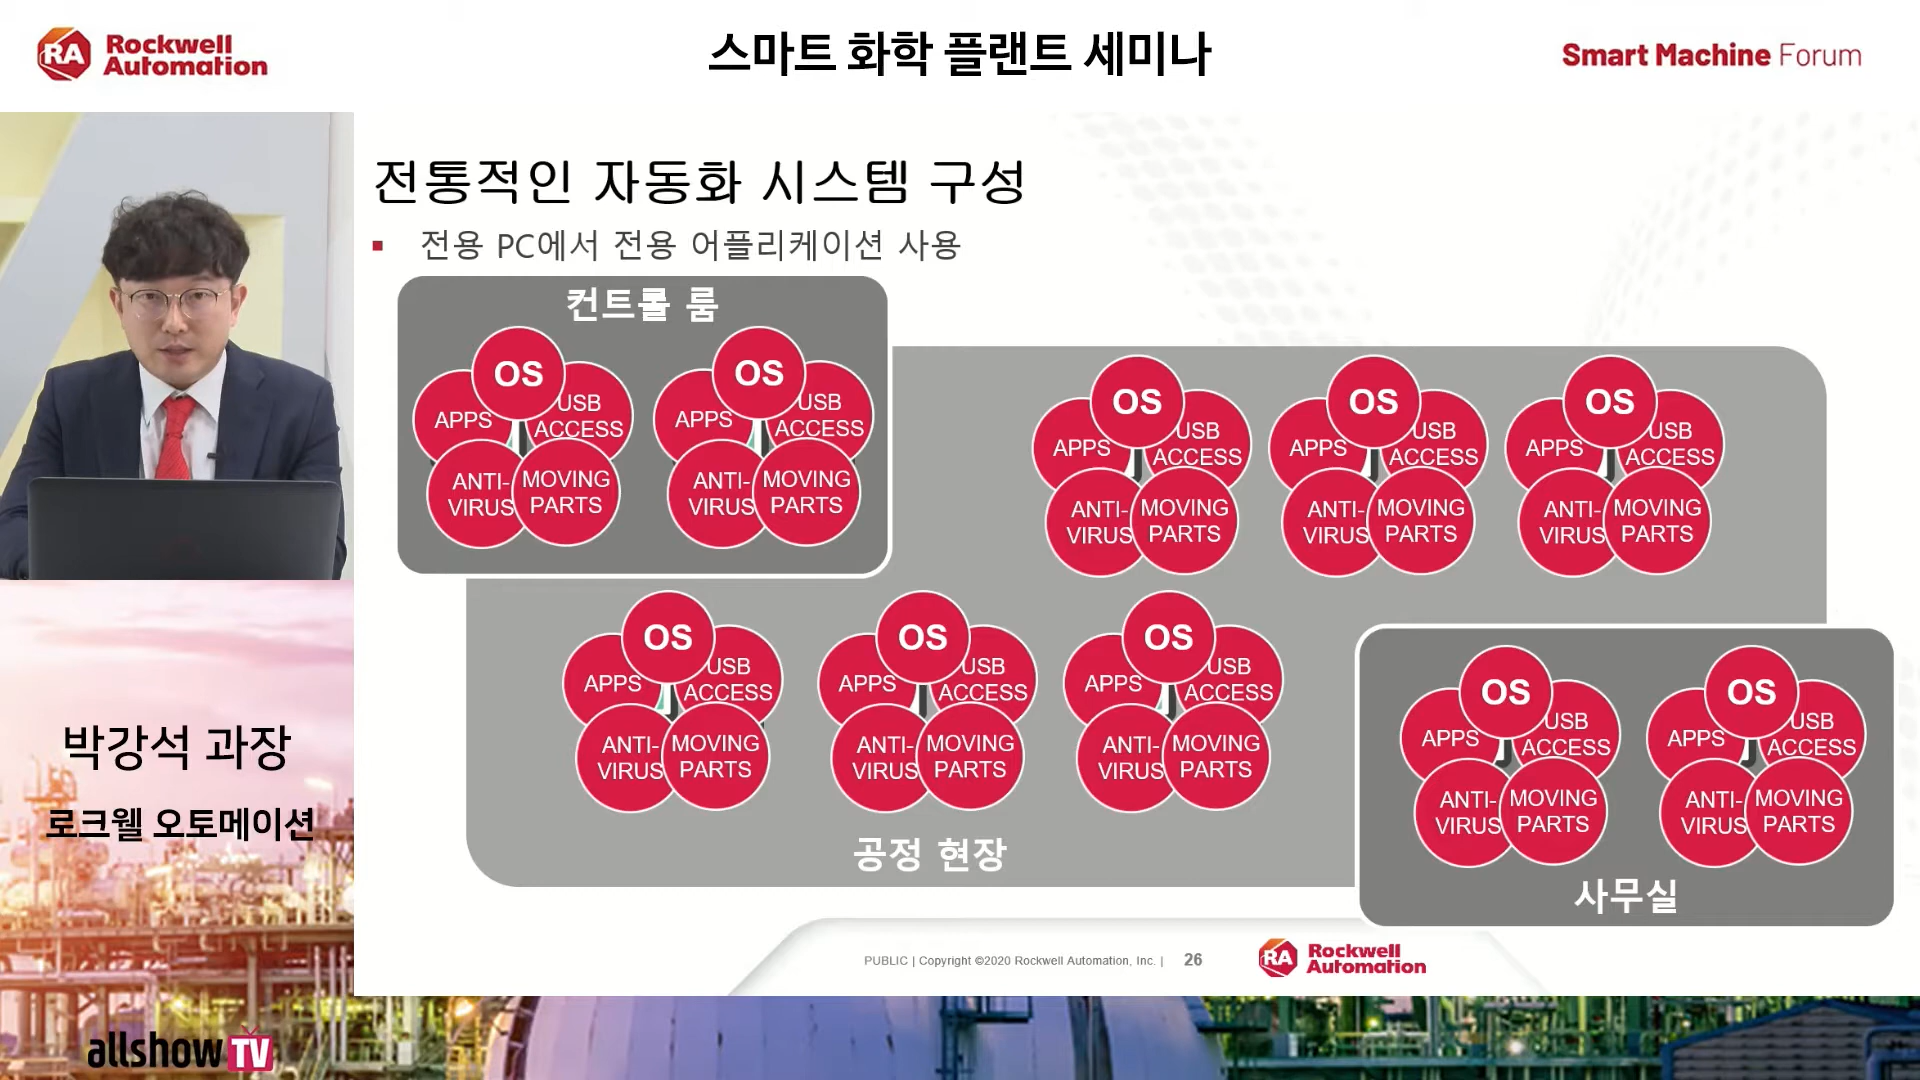 Rockwell
Automation
스마트 화학 플랜트 세미나
Smart Machine Forum
전통적인 자동화 시스템 구성
전용 PC에서 전용 어플리케이션 사용
컨트롤 룸
OS
APPS
USB
ACCESS
ANTI-
VIRUS
MOVING
PARTS
OS
APPS
USB
ACCESS
ANTI-
VIRUS
MOVING
PARTS
OS
APPS
USB
ACCESS
ANTI-
VIRUS
MOVING
PARTS
OS
APPS
USB
ACCESS
ANTI-
VIRUS
MOVING
PARTS
OS
APPS
USB
ACCESS
ANTI-
VIRUS
MOVING
PARTS
OS
APPS
USB
ACCESS
ANTI-
VIRUS
MOVING
PARTS
OS
APPS
USB
ACCESS
ANTI-
VIRUS
MOVING
PARTS
OS
APPS
USB
ACCESS
ANTI-
VIRUS
MOVING
PARTS
공정 현장
OS
APPS
USB
ACCESS
ANTI-
VIRUS
MOVING
PARTS
OS
APPS
USB
ACCESS
ANTI-
VIRUS
MOVING
PARTS
사무실
박강석 과장
로크웰 오토메이션
PUBLIC | Copyright ©2020 Rockwell Automation, Inc. | 26
RA Rockwell
Automation
allshow TV